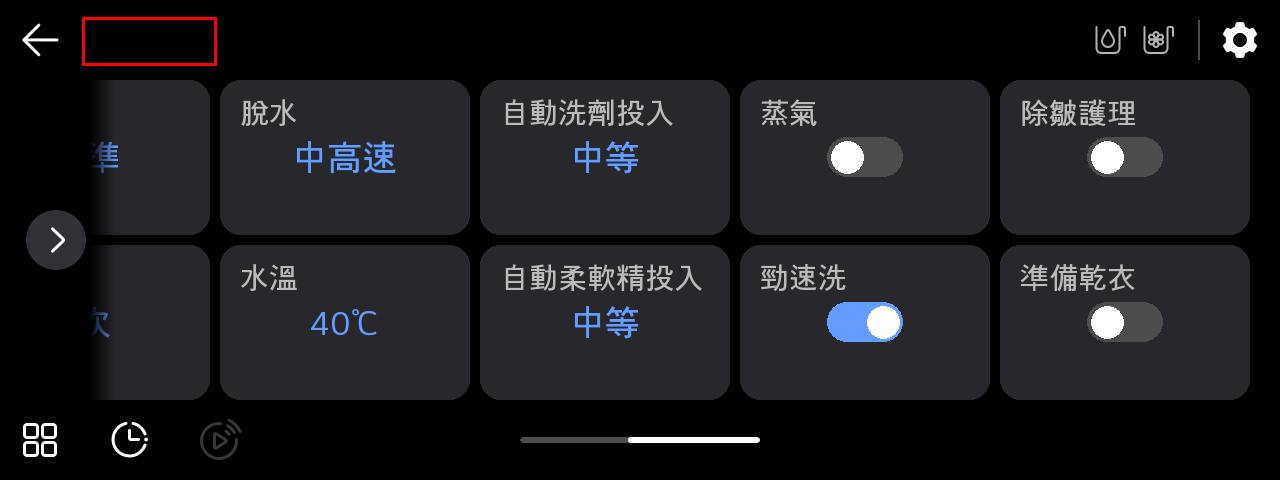 準
脫水
中高速
自動洗劑投入
中等
蒸氣
除皺護理
次
水溫
40℃
自動柔軟精投入
中等
勁速洗
準備乾衣